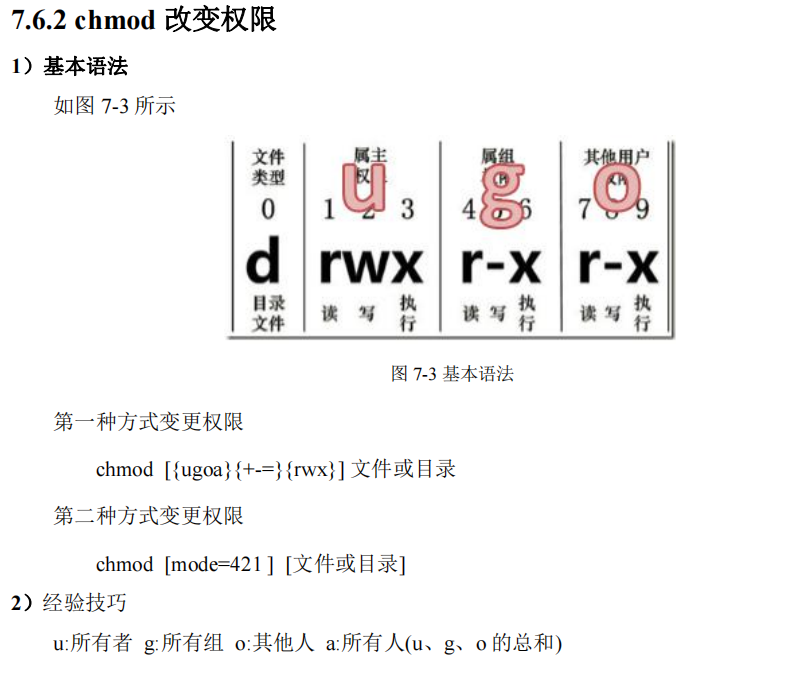 7.6.2 chmod 改变权限
1）基本语法
如图 7-3 所示
文件 属主 属组 其他用户
类型 权
0 1 2 3 4 6 7 9
u g o
d rwx r-x r-x
目录 读 写 执 读 写 执 读 写 执
文件 行 行 行
图 7-3 基本语法
第一种方式变更权限
chmod [{ugoa}{+-=}{rwx}] 文件或目录
第二种方式变更权限
chmod [mode=421 ] [文件或目录]
2）经验技巧
u:所有者 g:所有组 o:其他人 a:所有人(u、g、o 的总和)